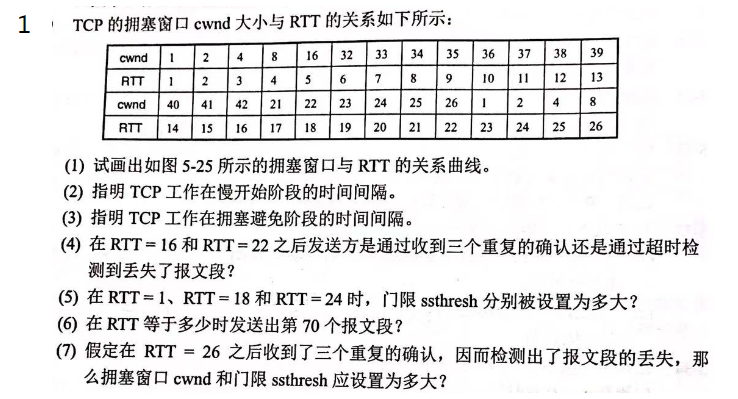 1 TCP 的拥塞窗口 cwnd 大小与 RTT 的关系如下所示：
cwnd 1 2 4 8 16 32 33 34 35 36 37 38 39
RTT 1 2 3 4 5 6 7 8 9 10 11 12 13
cwnd 40 41 42 21 22 23 24 25 26 1 2 4 8
RTT 14 15 16 17 18 19 20 21 22 23 24 25 26
(1) 试画出如图 5-25 所示的拥塞窗口与 RTT 的关系曲线。
(2) 指明 TCP 工作在慢开始阶段的时间间隔。
(3) 指明 TCP 工作在拥塞避免阶段的时间间隔。
(4) 在 RTT = 16 和 RTT = 22 之后发送方是通过收到三个重复的确认还是通过超时检
测到丢失了报文段？
(5) 在 RTT = 1、RTT = 18 和 RTT = 24 时，门限 ssthresh 分别被设置为多大？
(6) 在 RTT 等于多少时发送出第 70 个报文段？
(7) 假定在 RTT = 26 之后收到了三个重复的确认，因而检测出了报文段的丢失，那
么拥塞窗口 cwnd 和门限 ssthresh 应设置为多大？